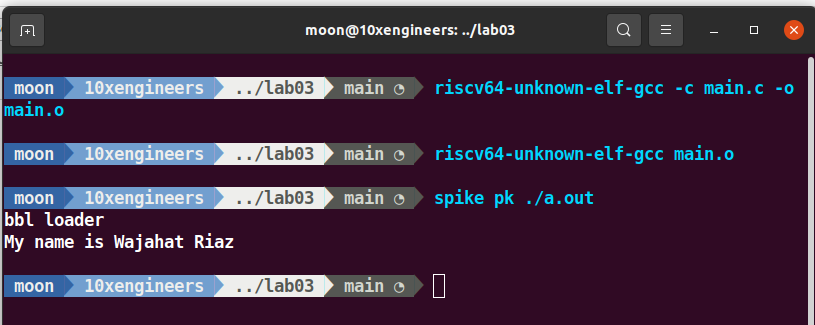 moon@10xengineers: ../lab03
moon 10xengineers ../lab03 main riscv64-unknown-elf-gcc -c main.c -o
main.o
moon 10xengineers ../lab03 main riscv64-unknown-elf-gcc main.o
moon 10xengineers ../lab03 main spike pk ./a.out
bbl loader
My name is Wajahat Riaz
moon 10xengineers ../lab03 main